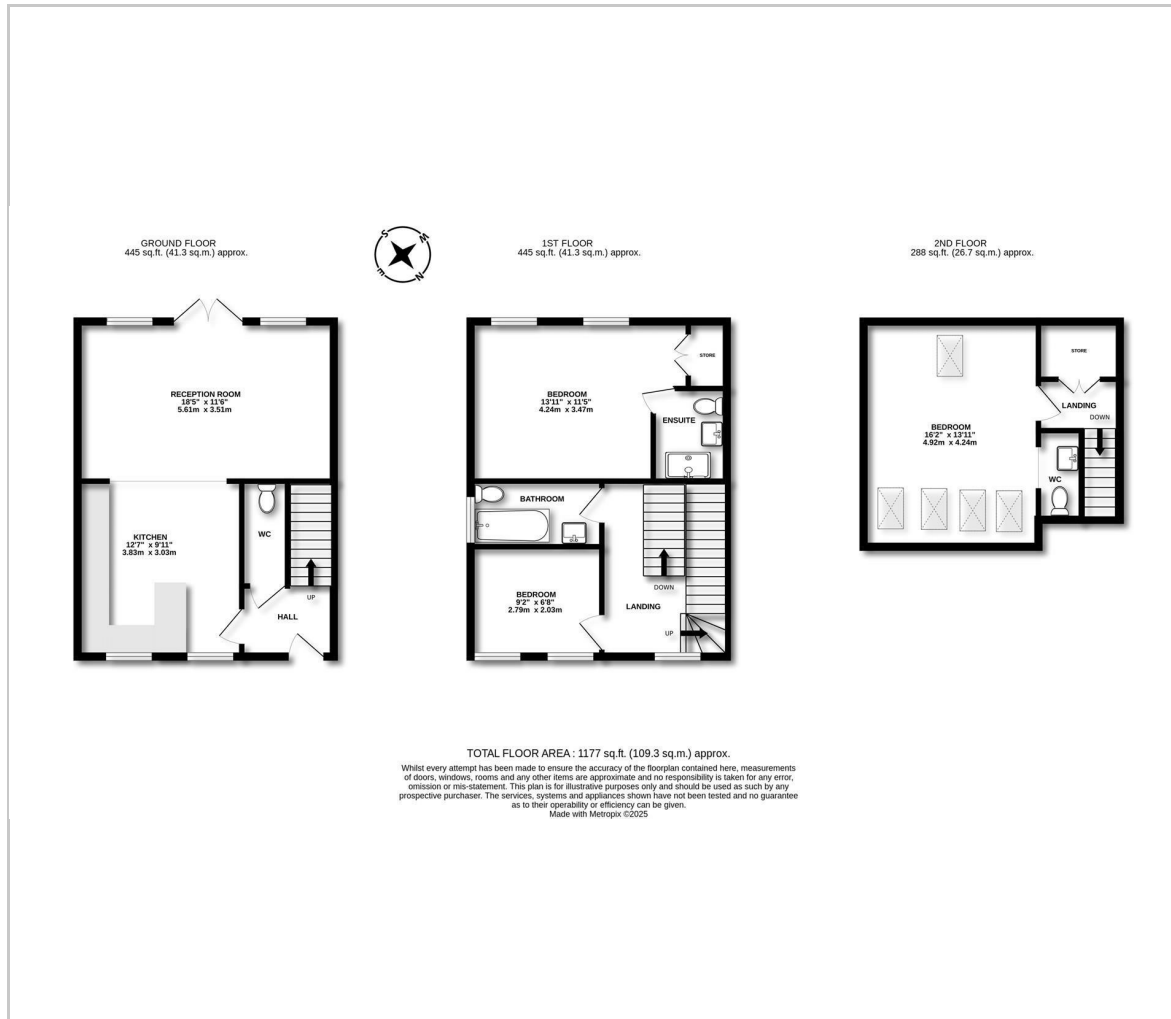 GROUND FLOOR
445 sq.ft. (41.3 sq.m.) approx.
S
W
E
N
1ST FLOOR
445 sq.ft. (41.3 sq.m.) approx.
2ND FLOOR
288 sq.ft. (26.7 sq.m.) approx.
RECEPTION ROOM
18'5" x 11'6"
5.61m x 3.51m
KITCHEN
12'7" x 9'11"
3.83m x 3.03m
WC
UP
HALL
BEDROOM
13'11" x 11'5"
4.24m x 3.47m
STORE
ENSUITE
BATHROOM
BEDROOM
9'2" x 6'8"
2.79m x 2.03m
DOWN
LANDING
UP
STORE
LANDING
DOWN
BEDROOM
16'2" x 13'11"
4.92m x 4.24m
WC
TOTAL FLOOR AREA : 1177 sq.ft. (109.3 sq.m.) approx.
Whilst every attempt has been made to ensure the accuracy of the floorplan contained here, measurements
of doors, windows, rooms and any other items are approximate and no responsibility is taken for any error,
omission or mis-statement. This plan is for illustrative purposes only and should be used as such by any
prospective purchaser. The services, systems and appliances shown have not been tested and no guarantee
as to their operability or efficiency can be given.
Made with Metropix ©2025